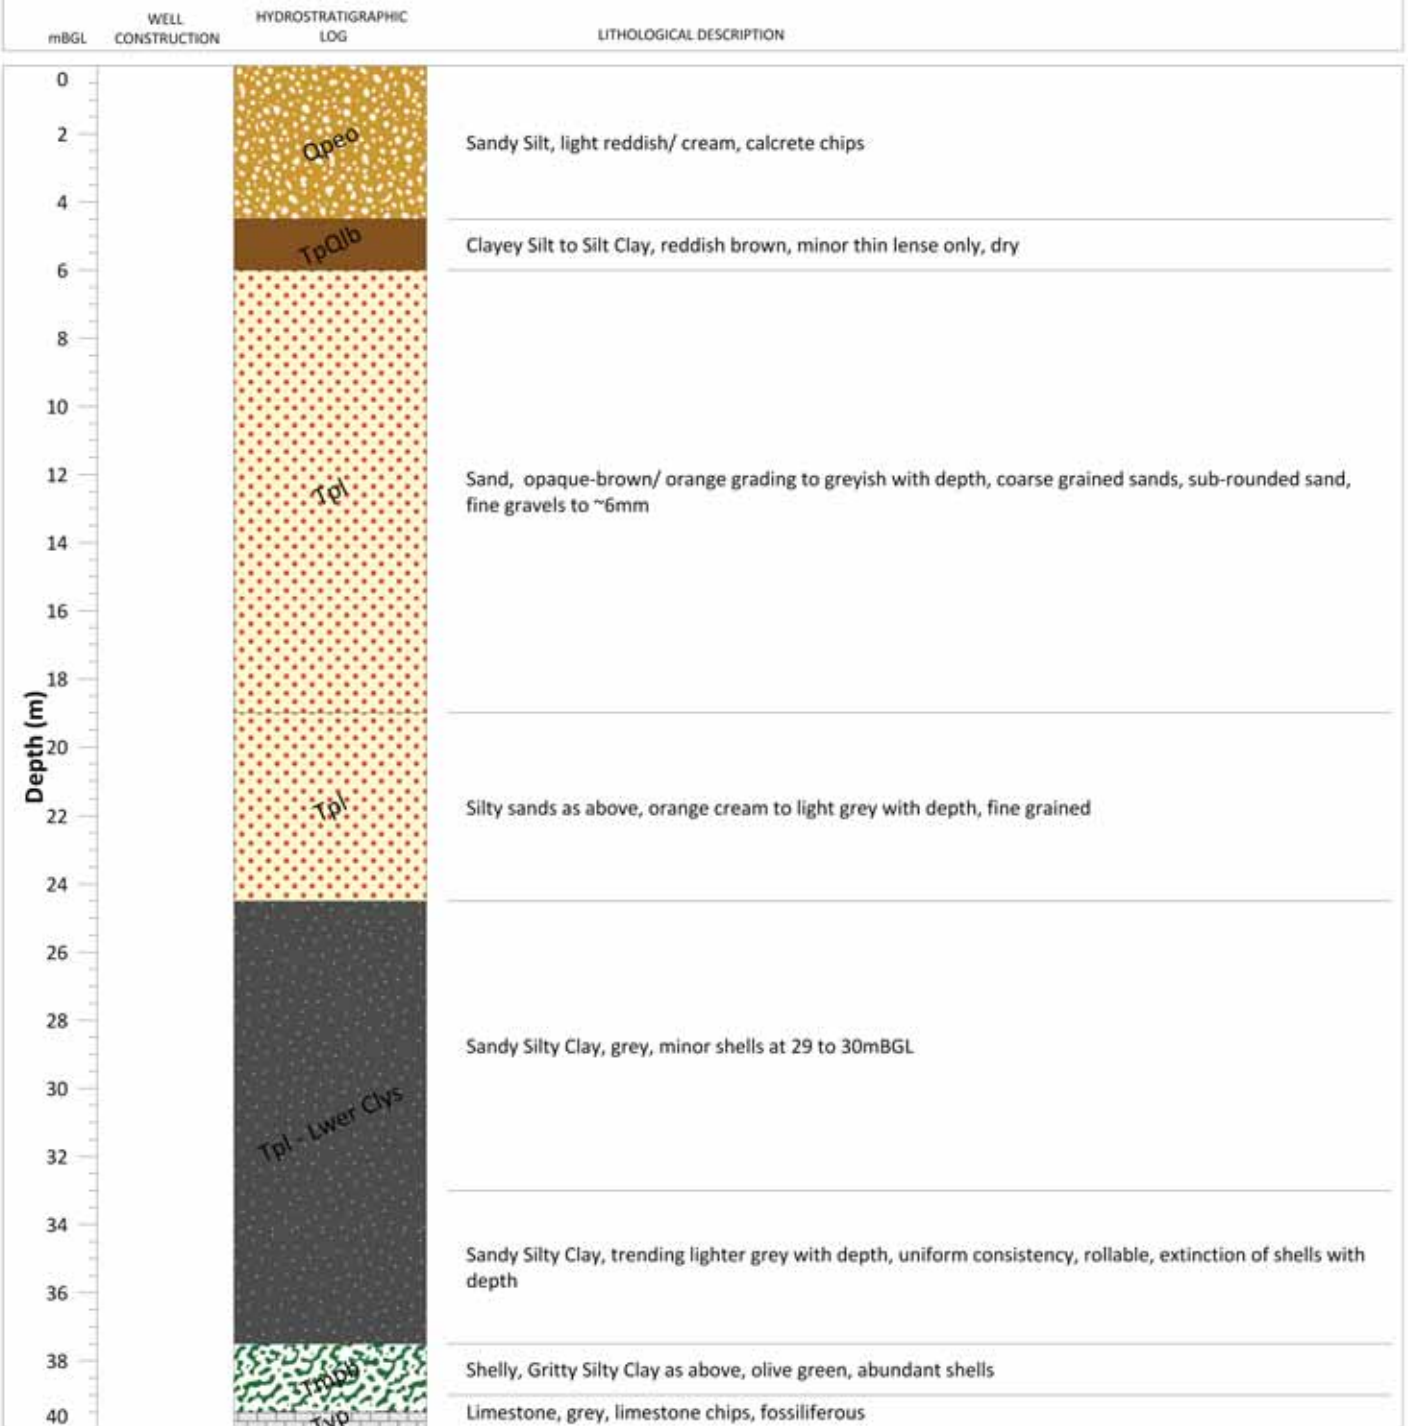 mBGL
WELL
CONSTRUCTION
HYDROSTRATIGRAPHIC
LOG
LITHOLOGICAL DESCRIPTION
Depth (m)
0
2
4
6
8
10
12
14
16
18
20
22
24
26
28
30
32
34
36
38
40
Qpeo
Sandy Silt, light reddish/ cream, calcrete chips
TpQlb
Clayey Silt to Silt Clay, reddish brown, minor thin lense only, dry
Tpl
Sand,  opaque-brown/ orange grading to greyish with depth, coarse grained sands, sub-rounded sand,
fine gravels to ~6mm
Tpl
Silty sands as above, orange cream to light grey with depth, fine grained
Tpl - Lwer Clys
Sandy Silty Clay, grey, minor shells at 29 to 30mBGL
Sandy Silty Clay, trending lighter grey with depth, uniform consistency, rollable, extinction of shells with
depth
Tmpb
Shelly, Gritty Silty Clay as above, olive green, abundant shells
Limestone, grey, limestone chips, fossiliferous